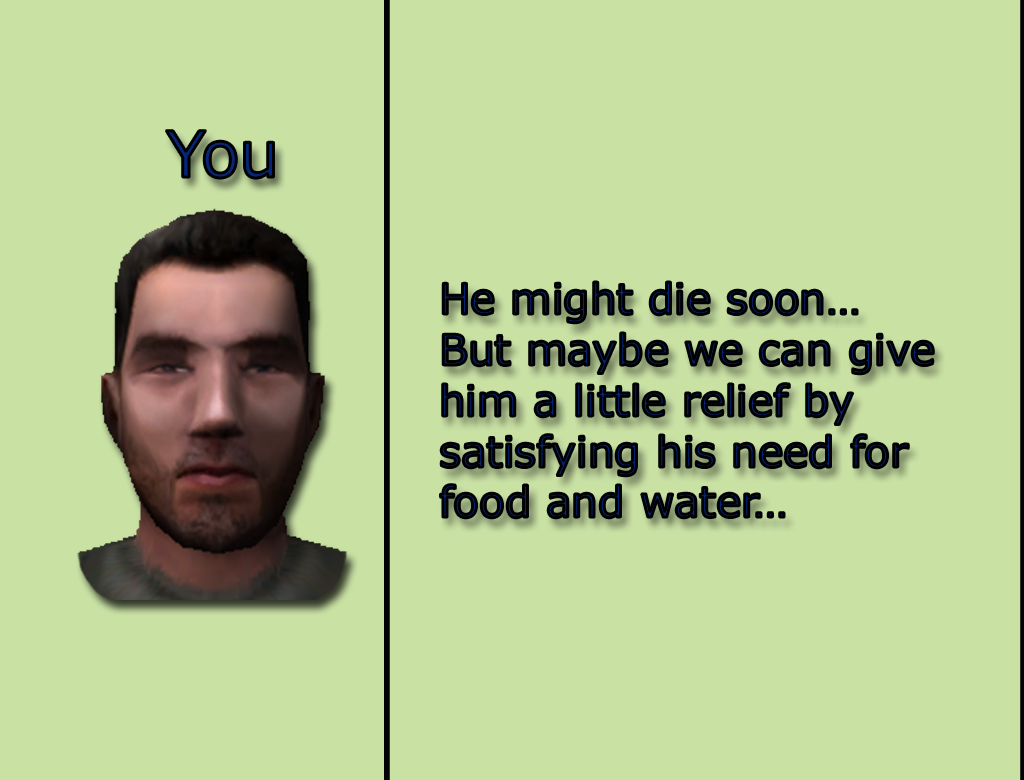 You
He might die soon...
But maybe we can give
him a little relief by
satisfying his need for
food and water...